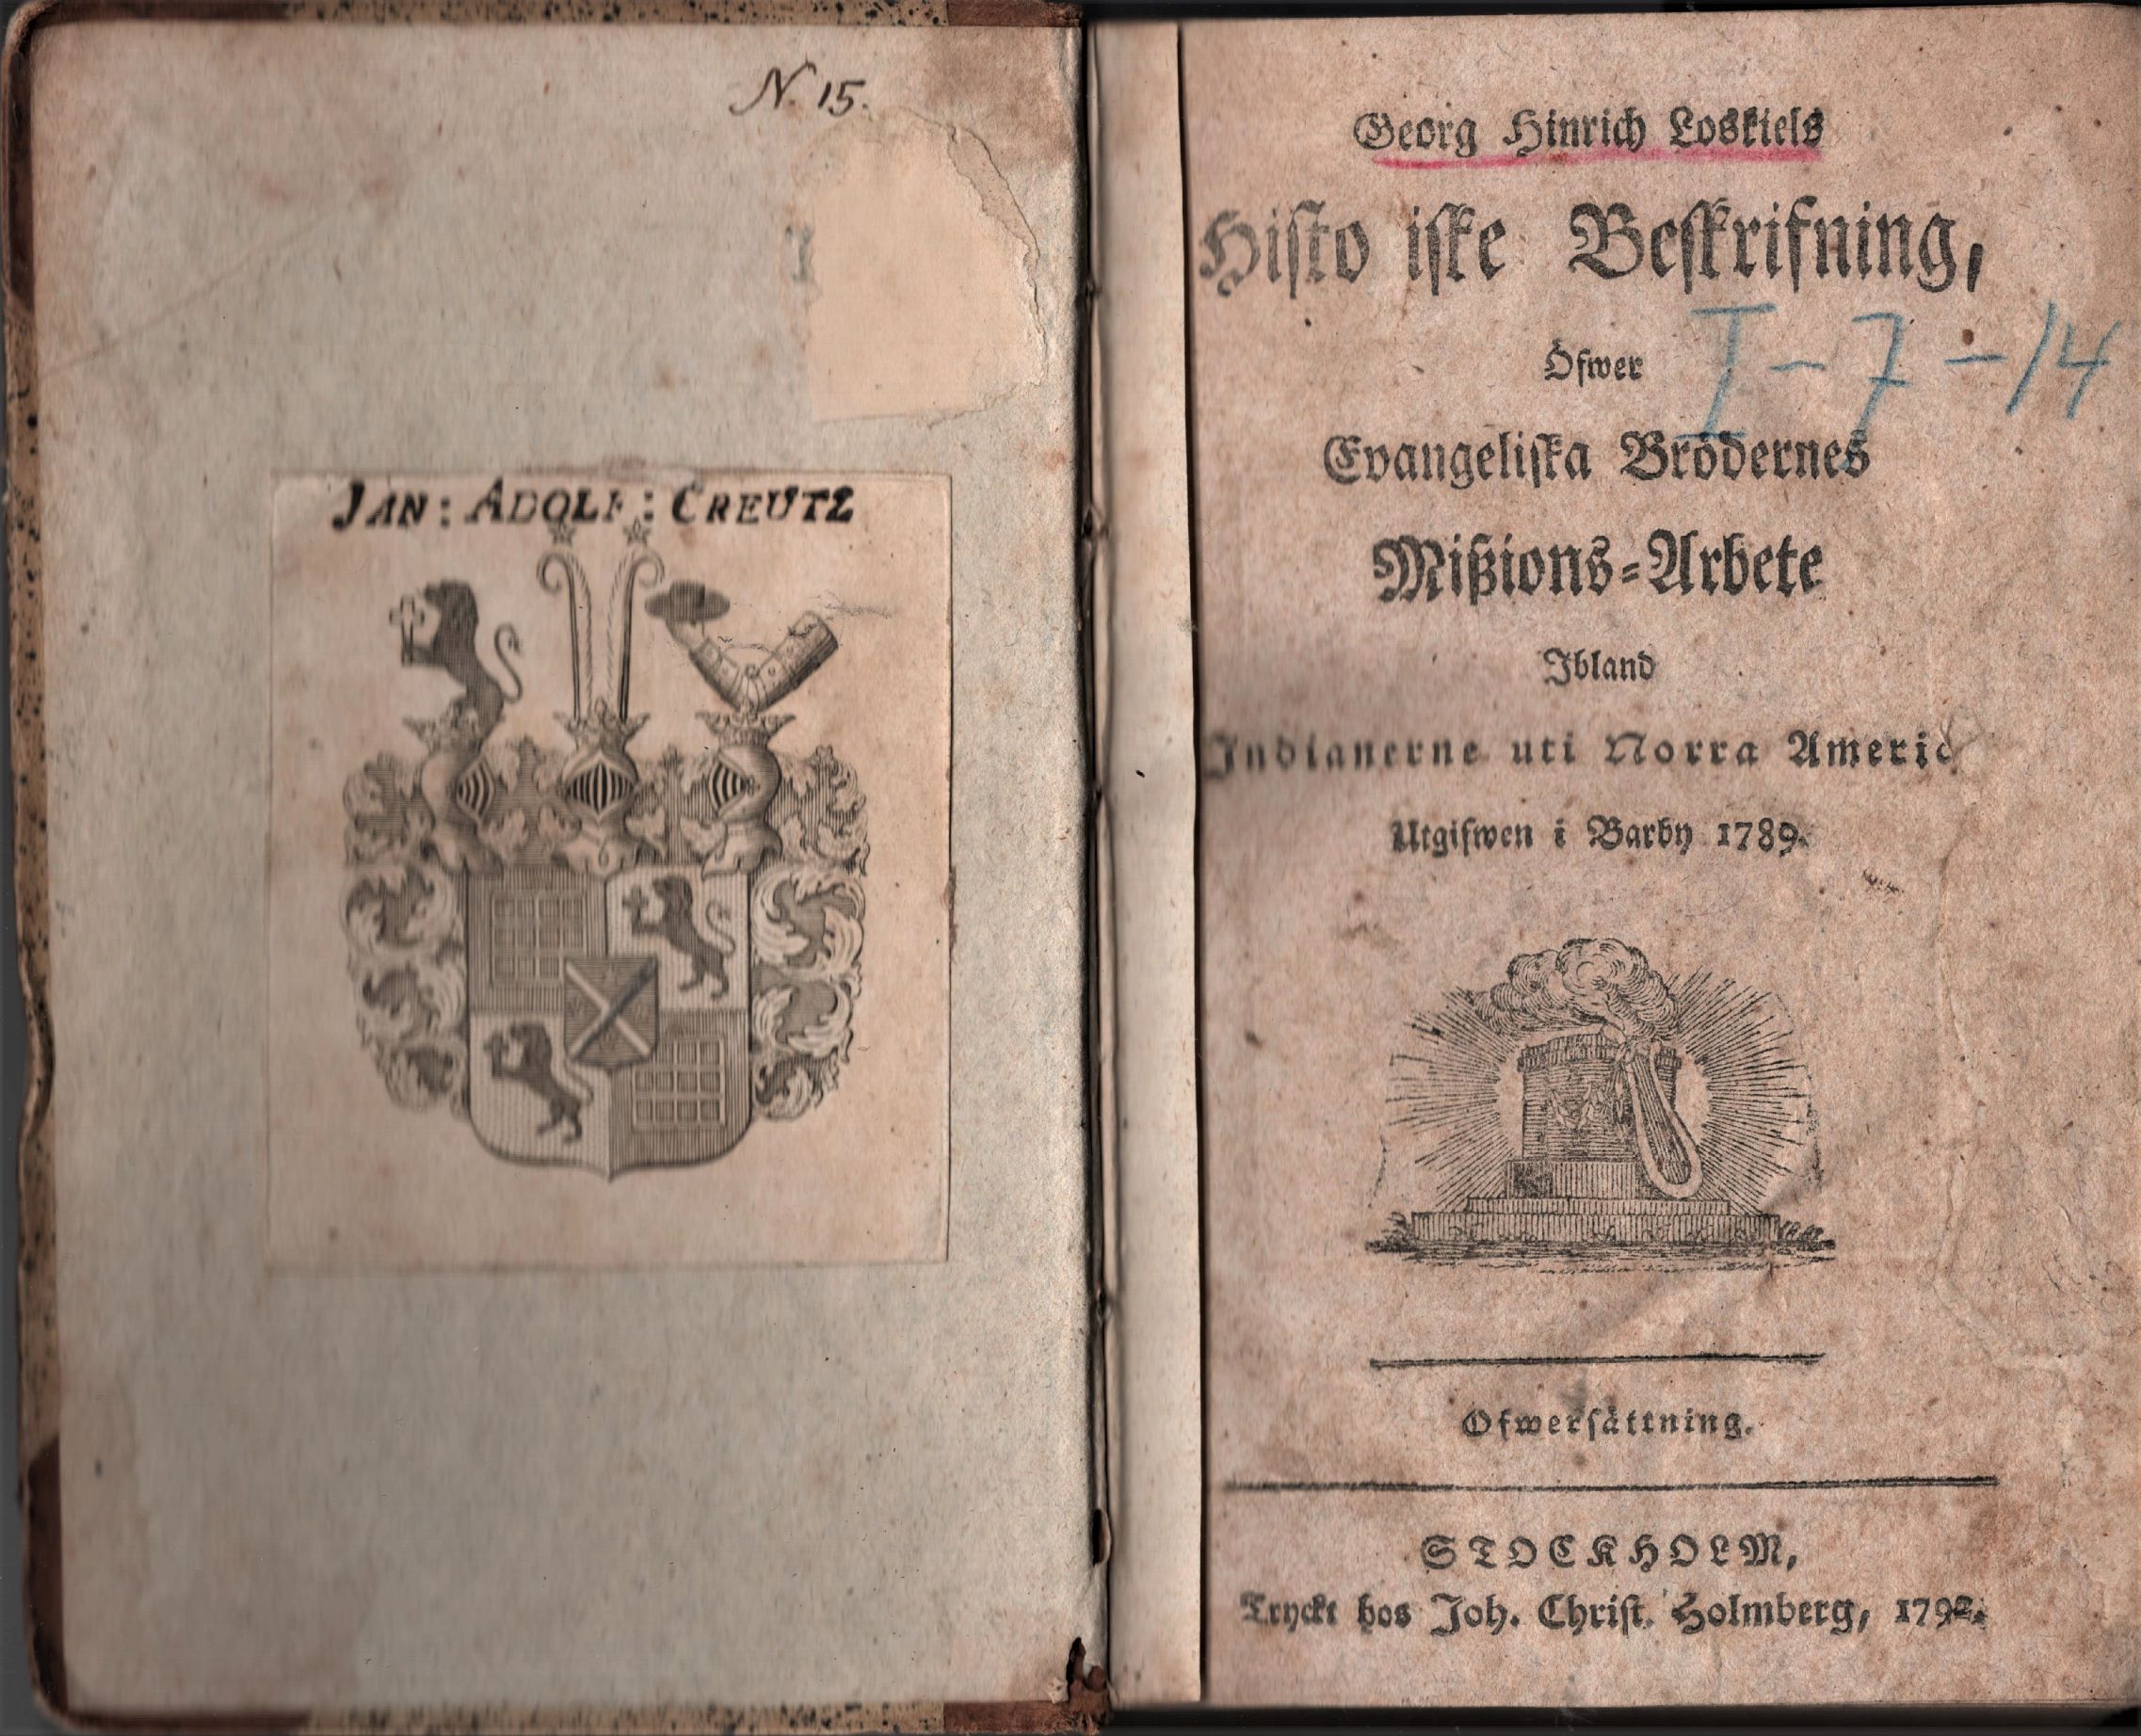 N. 15.
JAN: ADOLF: CREUTZ
Georg Hinrich Loskiels
Histo iske Beskrifning,
Öfwer
I-7-14
Evangeliska Brödernes
Mißions-Arbete
Ibland
Indianerne uti Norra Americ
Utgifwen i Barby 1789.
Öfwersättning.
STOCKHOLM,
Tryckt hos Joh. Christ. Holmberg, 1792.